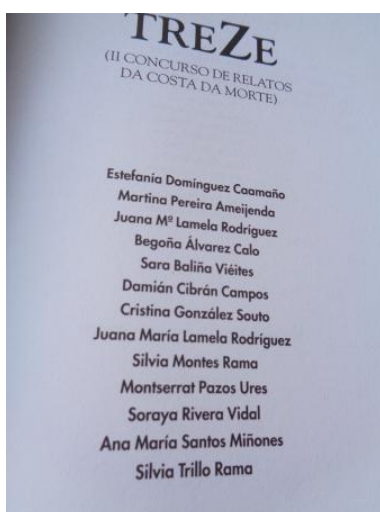 TREZE
(II CONCURSO DE RELATOS
DA COSTA DA MORTE)
Estefanía Domínguez Caamaño
Martina Pereira Ameijenda
Juana Mª Lamela Rodríguez
Begoña Álvarez Calo
Sara Baliña Viéites
Damián Cibrán Campos
Cristina González Souto
Juana María Lamela Rodríguez
Silvia Montes Rama
Montserrat Pazos Ures
Soraya Rivera Vidal
Ana María Santos Miñones
Silvia Trillo Rama